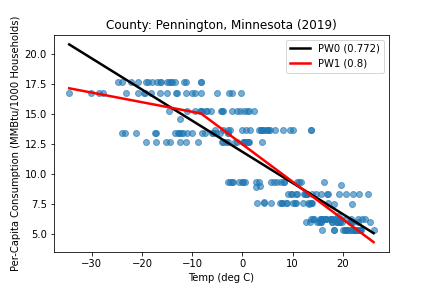 County: Pennington, Minnesota (2019)
Per-Capita Consumption (MMBtu/1000 Households)
20.0
17.5
15.0
12.5
10.0
7.5
5.0
PW0 (0.772)
PW1 (0.8)
−30 −20 −10 0 10 20
Temp (deg C)